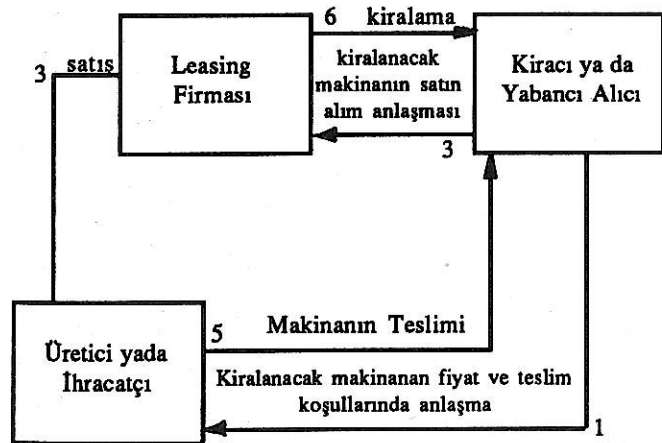 6 kiralama
3 satış
Leasing
Firması
kiralanacak
makinanın satın
alım anlaşması
3
Kiracı ya da
Yabancı Alıcı
Üretici yada
İhracatçı
5 Makinanın Teslimi
Kiralanacak makinanan fiyat ve teslim
koşullarında anlaşma
1